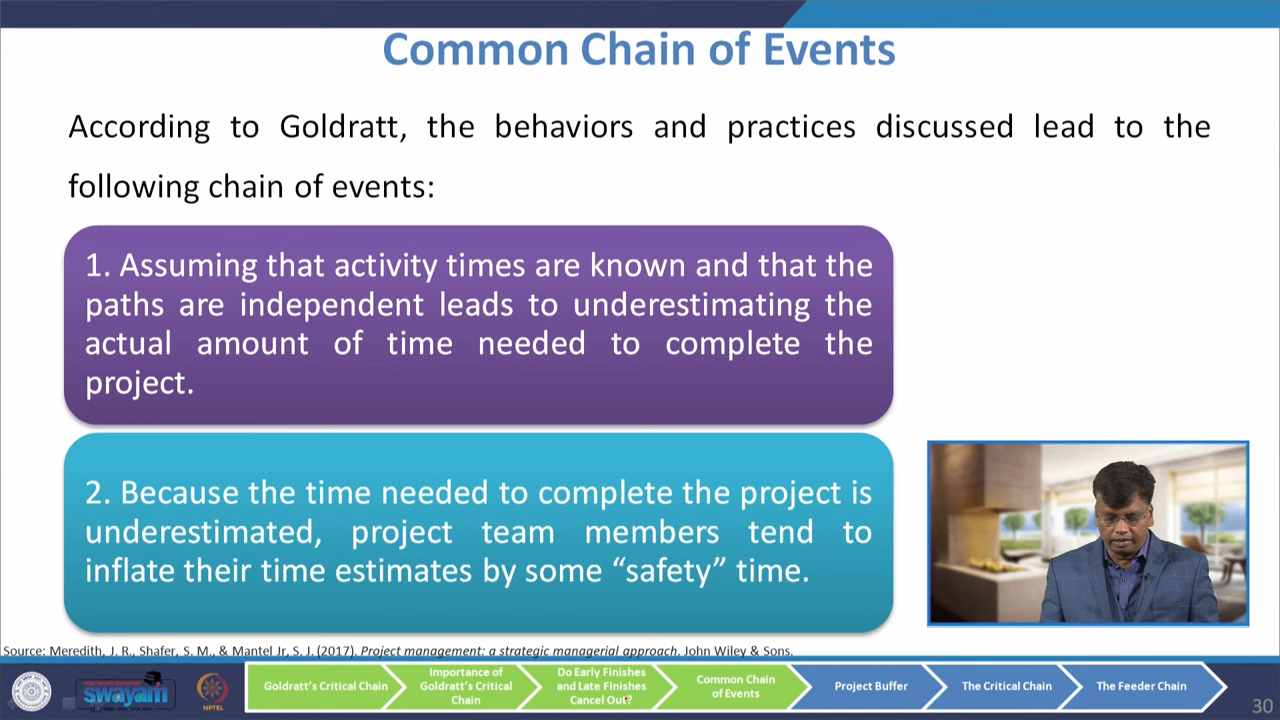 Common Chain of Events
According to Goldratt, the behaviors and practices discussed lead to the
following chain of events:
1. Assuming that activity times are known and that the
paths are independent leads to underestimating the
actual amount of time needed to complete the
project.
2. Because the time needed to complete the project is
underestimated, project team members tend to
inflate their time estimates by some “safety” time.
Source: Meredith, J. R., Shafer, S. M., & Mantel Jr, S. J. (2017). Project management: a strategic managerial approach. John Wiley & Sons.
swayam
NPTEL
Goldratt’s Critical Chain
Importance of
Goldratt’s Critical
Chain
Do Early Finishes
and Late Finishes
Cancel Out?
Common Chain
of Events
Project Buffer
The Critical Chain
The Feeder Chain
30